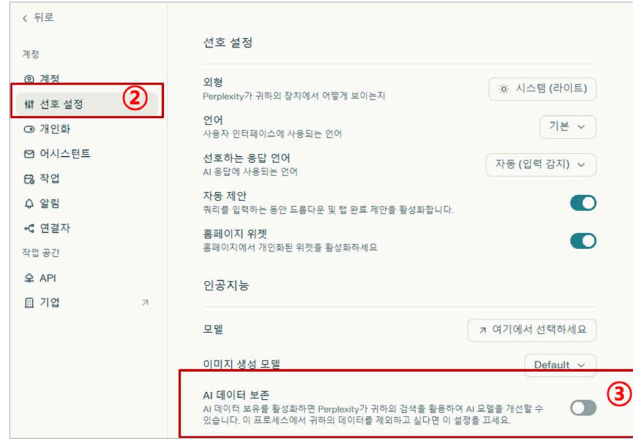 < 뒤로
계정
계정
선호 설정
②
개인화
어시스턴트
작업
알림
연결자
작업 공간
API
기업
선호 설정
외형
Perplexity가 귀하의 장치에서 어떻게 보이는지
시스템 (라이트)
언어
사용자 인터페이스에 사용되는 언어
기본
선호하는 응답 언어
AI 응답에 사용되는 언어
자동 (입력 감지)
자동 제안
쿼리를 입력하는 동안 드롭다운 및 탭 완료 제안을 활성화합니다.
홈페이지 위젯
홈페이지에서 개인화된 위젯을 활성화하세요
인공지능
모델
여기에서 선택하세요
이미지 생성 모델
Default
AI 데이터 보존
AI 데이터 보유를 활성화하면 Perplexity가 귀하의 검색을 활용하여 AI 모델을 개선할 수
있습니다. 이 프로세스에서 귀하의 데이터를 제외하고 싶다면 이 설정을 끄세요.
③